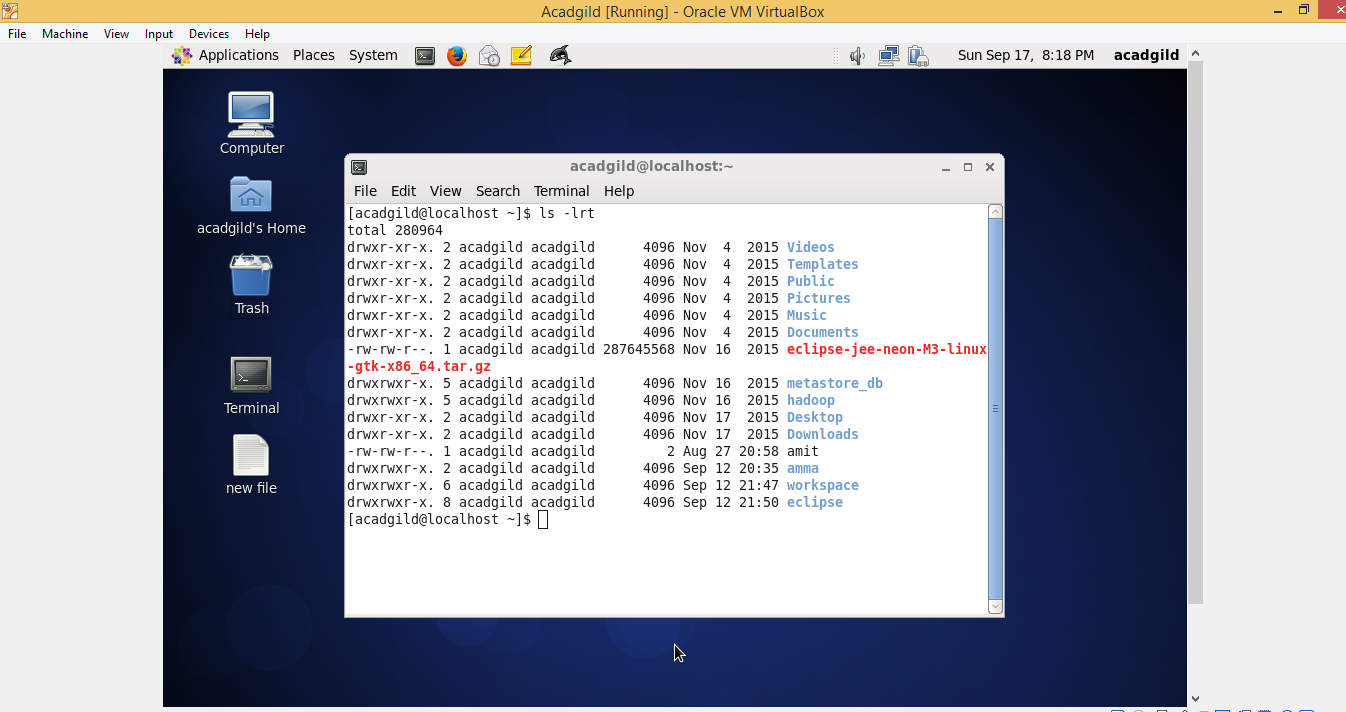 Acadgild [Running] - Oracle VM VirtualBox
File Machine View Input Devices Help
Applications Places System Sun Sep 17, 8:18 PM acadgild
Computer
acadgild's Home
Trash
Terminal
new file
acadgild@localhost:~
File Edit View Search Terminal Help
[acadgild@localhost ~]$ ls -lrt
total 280964
drwxr-xr-x. 2 acadgild acadgild      4096 Nov  4  2015 Videos
drwxr-xr-x. 2 acadgild acadgild      4096 Nov  4  2015 Templates
drwxr-xr-x. 2 acadgild acadgild      4096 Nov  4  2015 Public
drwxr-xr-x. 2 acadgild acadgild      4096 Nov  4  2015 Pictures
drwxr-xr-x. 2 acadgild acadgild      4096 Nov  4  2015 Music
drwxr-xr-x. 2 acadgild acadgild      4096 Nov  4  2015 Documents
-rw-rw-r--. 1 acadgild acadgild 287645568 Nov 16  2015 eclipse-jee-neon-M3-linux
-gtk-x86_64.tar.gz
drwxrwxr-x. 5 acadgild acadgild      4096 Nov 16  2015 metastore_db
drwxrwxr-x. 5 acadgild acadgild      4096 Nov 16  2015 hadoop
drwxr-xr-x. 2 acadgild acadgild      4096 Nov 17  2015 Desktop
drwxr-xr-x. 2 acadgild acadgild      4096 Nov 17  2015 Downloads
-rw-rw-r--. 1 acadgild acadgild         2 Aug 27 20:58 amit
drwxrwxr-x. 2 acadgild acadgild      4096 Sep 12 20:35 amma
drwxrwxr-x. 6 acadgild acadgild      4096 Sep 12 21:47 workspace
drwxrwxr-x. 8 acadgild acadgild      4096 Sep 12 21:50 eclipse
[acadgild@localhost ~]$